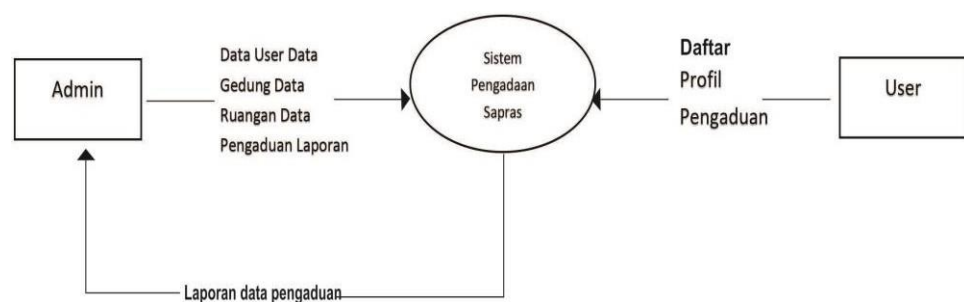 Admin
Data User Data
Gedung Data
Ruangan Data
Pengaduan Laporan
Sistem
Pengadaan
Sapras
Daftar
Profil
Pengaduan
User
Laporan data pengaduan